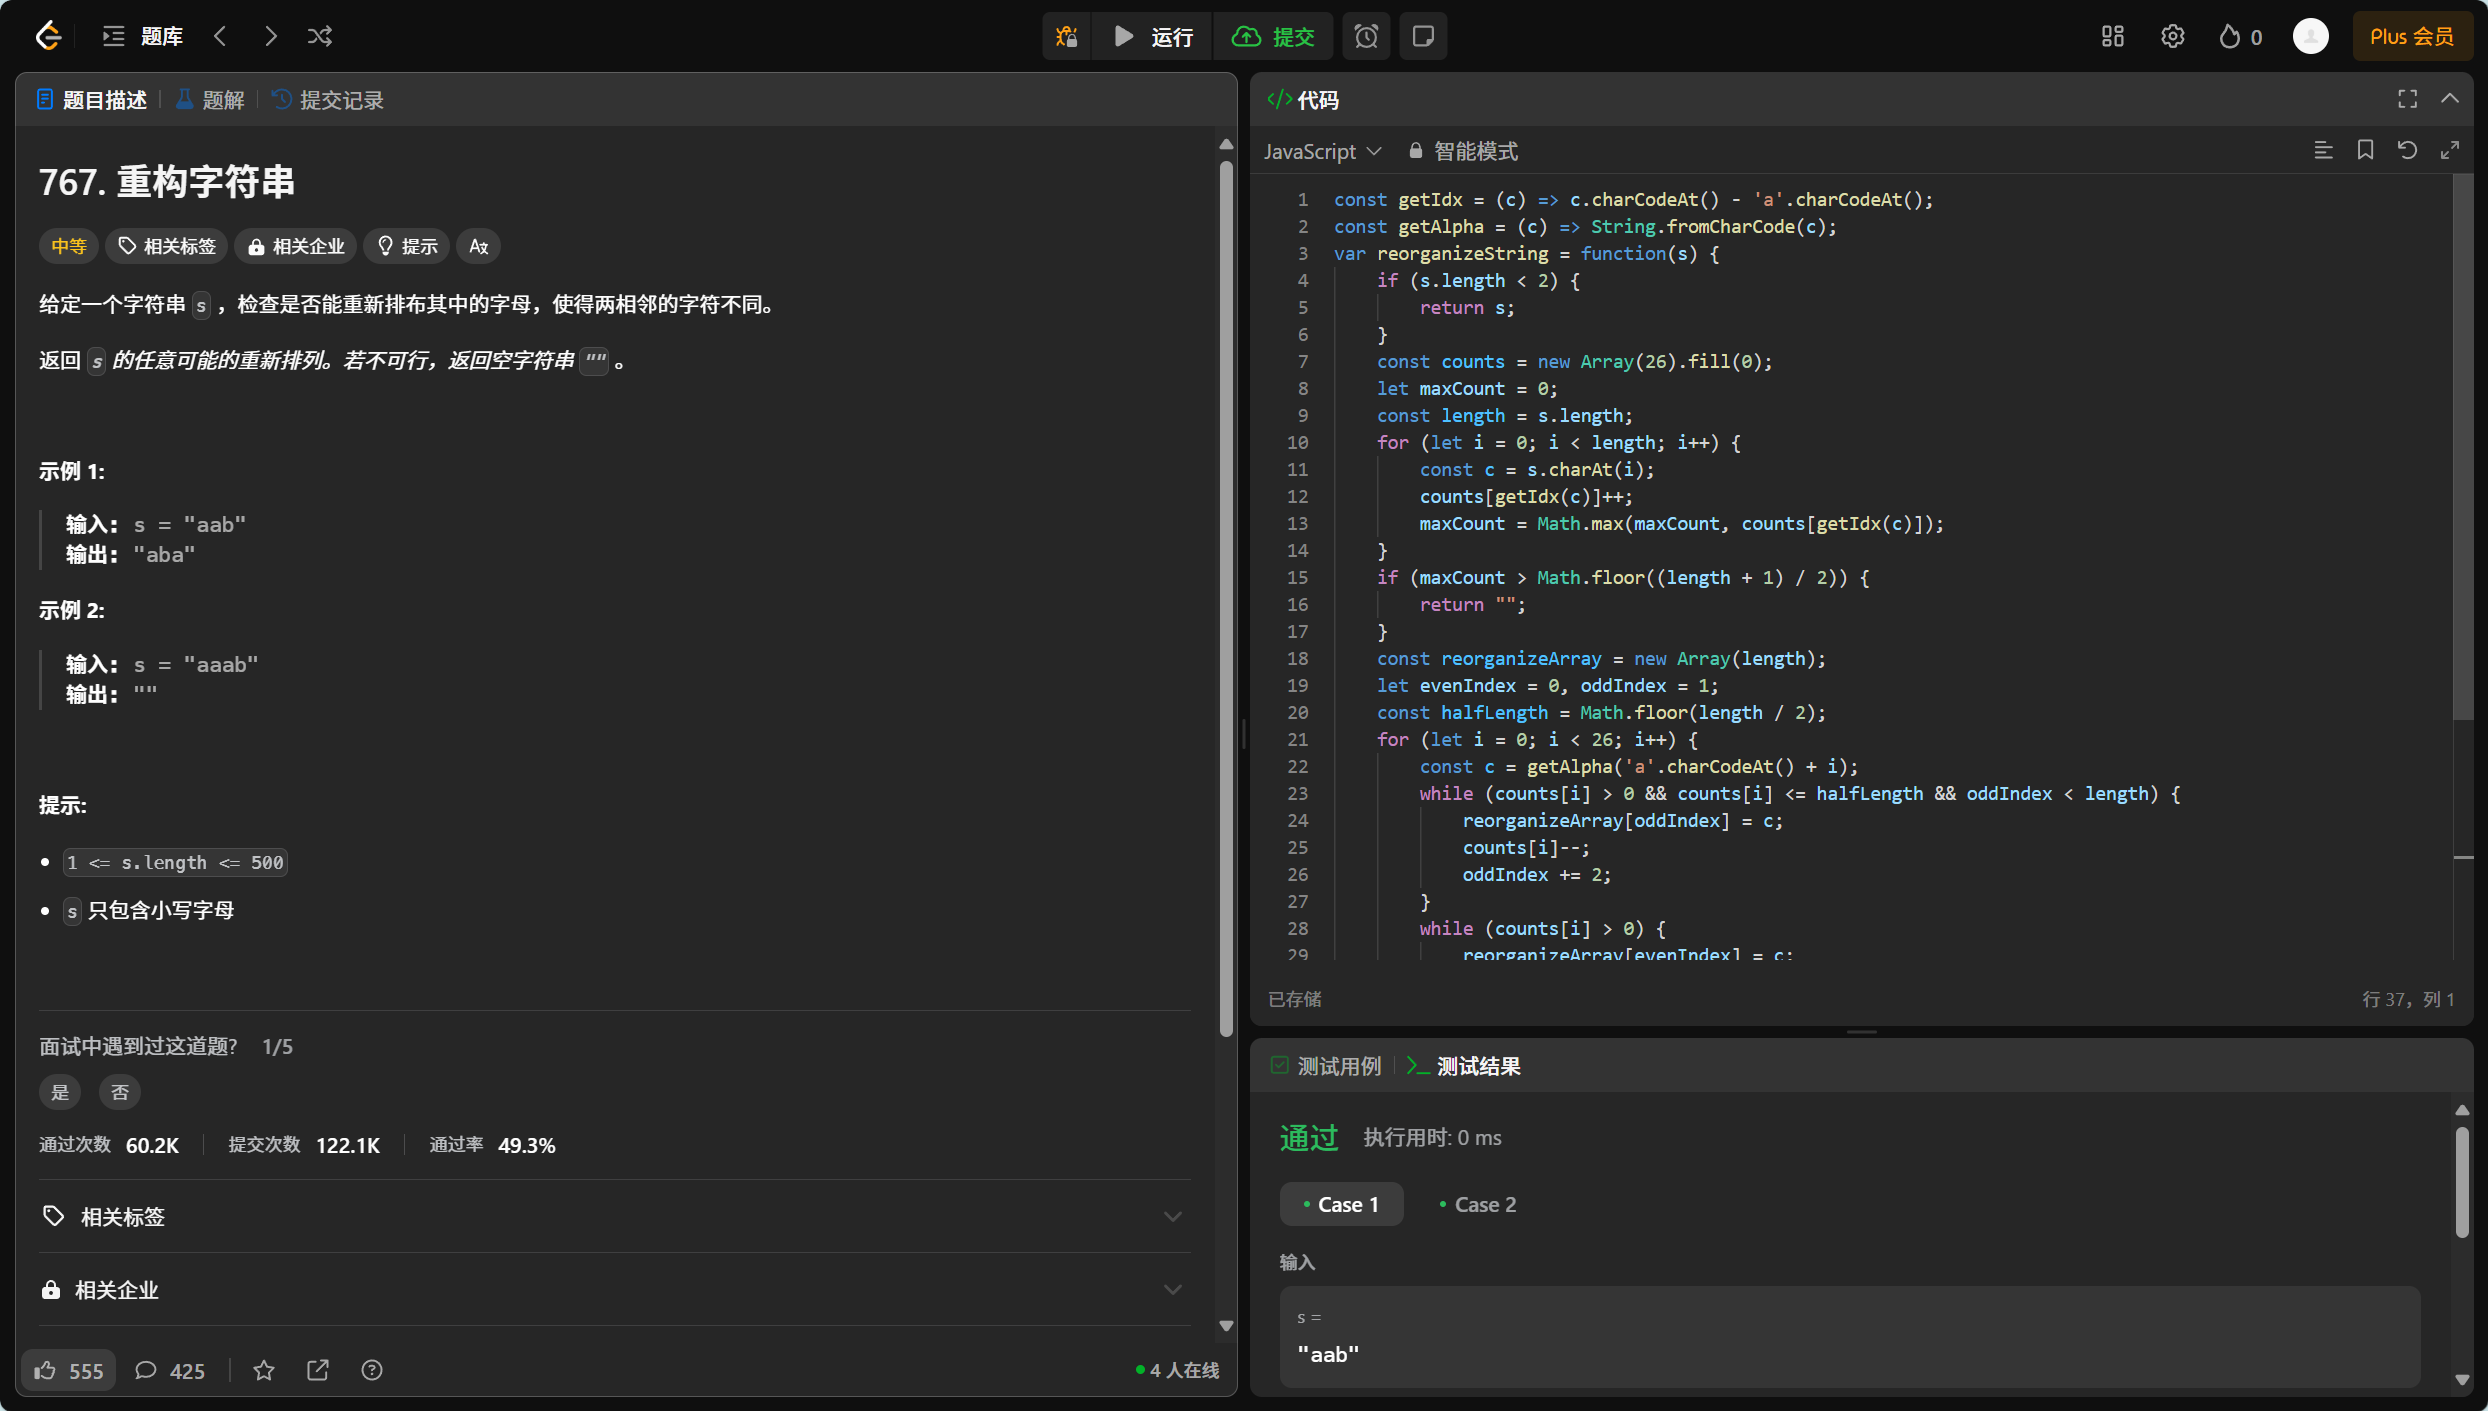 题库
运行
提交
0
Plus 会员
题目描述
题解
提交记录
767. 重构字符串
中等
相关标签
相关企业
提示
给定一个字符串 s ，检查是否能重新排布其中的字母，使得两相邻的字符不同。
返回 s 的任意可能的重新排列。若不可行，返回空字符串 "" 。
示例 1:
输入: s = "aab"
输出: "aba"
示例 2:
输入: s = "aaab"
输出: ""
提示:
1 <= s.length <= 500
s 只包含小写字母
面试中遇到过这道题? 1/5
是
否
通过次数 60.2K
提交次数 122.1K
通过率 49.3%
相关标签
相关企业
555
425
4 人在线
</> 代码
JavaScript
智能模式
1 const getIdx = (c) => c.charCodeAt() - 'a'.charCodeAt();
2 const getAlpha = (c) => String.fromCharCode(c);
3 var reorganizeString = function(s) {
4 if (s.length < 2) {
5 return s;
6 }
7 const counts = new Array(26).fill(0);
8 let maxCount = 0;
9 const length = s.length;
10 for (let i = 0; i < length; i++) {
11 const c = s.charAt(i);
12 counts[getIdx(c)]++;
13 maxCount = Math.max(maxCount, counts[getIdx(c)]);
14 }
15 if (maxCount > Math.floor((length + 1) / 2)) {
16 return "";
17 }
18 const reorganizeArray = new Array(length);
19 let evenIndex = 0, oddIndex = 1;
20 const halfLength = Math.floor(length / 2);
21 for (let i = 0; i < 26; i++) {
22 const c = getAlpha('a'.charCodeAt() + i);
23 while (counts[i] > 0 && counts[i] <= halfLength && oddIndex < length) {
24 reorganizeArray[oddIndex] = c;
25 counts[i]--;
26 oddIndex += 2;
27 }
28 while (counts[i] > 0) {
29 reorganizeArray[evenIndex] = c;
已存储
行 37，列 1
测试用例
测试结果
通过
执行用时: 0 ms
Case 1
Case 2
输入
s =
"aab"